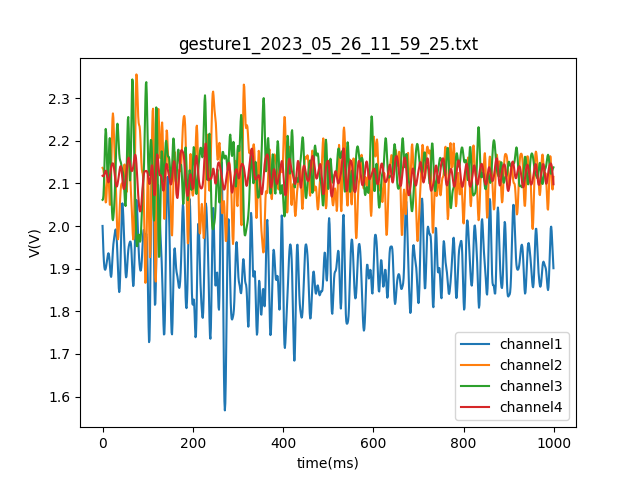 gesture1_2023_05_26_11_59_25.txt
V(V)
2.3
2.2
2.1
2.0
1.9
1.8
1.7
1.6
channel1
channel2
channel3
channel4
0
200
400
600
800
1000
time(ms)